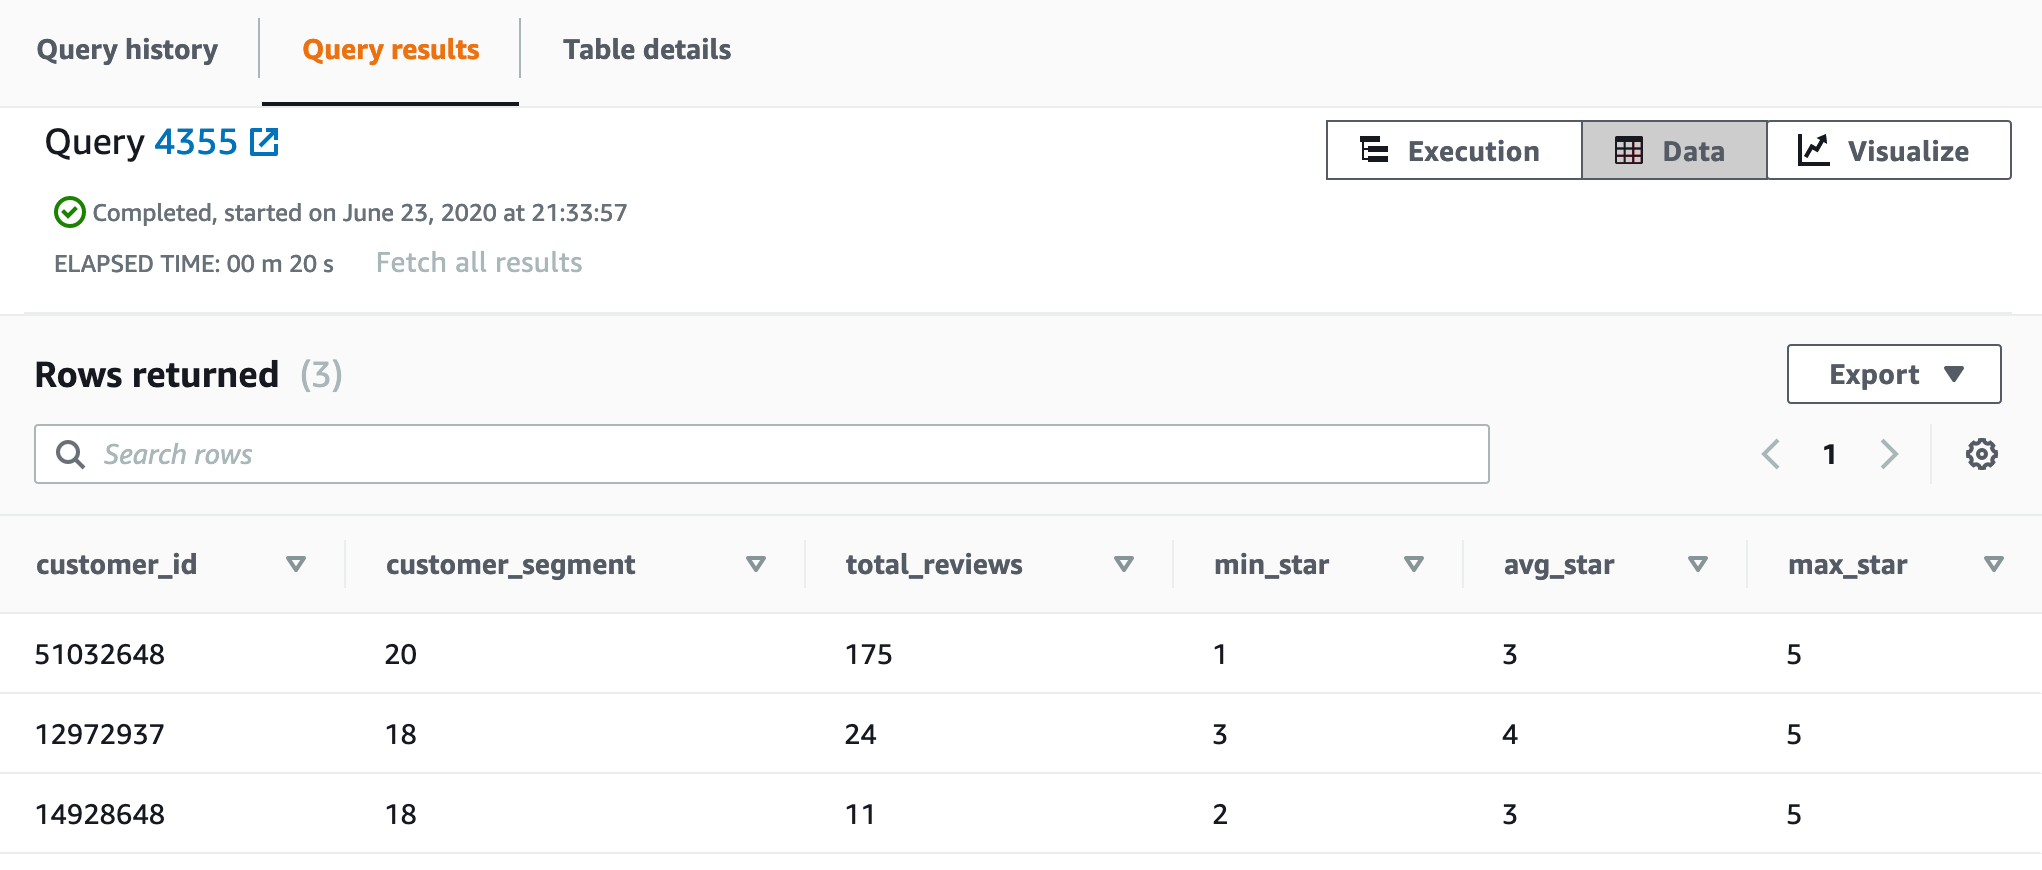 Query history Query results Table details
Query 4355
Execution Data Visualize
Completed, started on June 23, 2020 at 21:33:57
ELAPSED TIME: 00 m 20 s Fetch all results
Rows returned (3)
Export
Search rows
1
customer_id customer_segment total_reviews min_star avg_star max_star
51032648 20 175 1 3 5
12972937 18 24 3 4 5
14928648 18 11 2 3 5